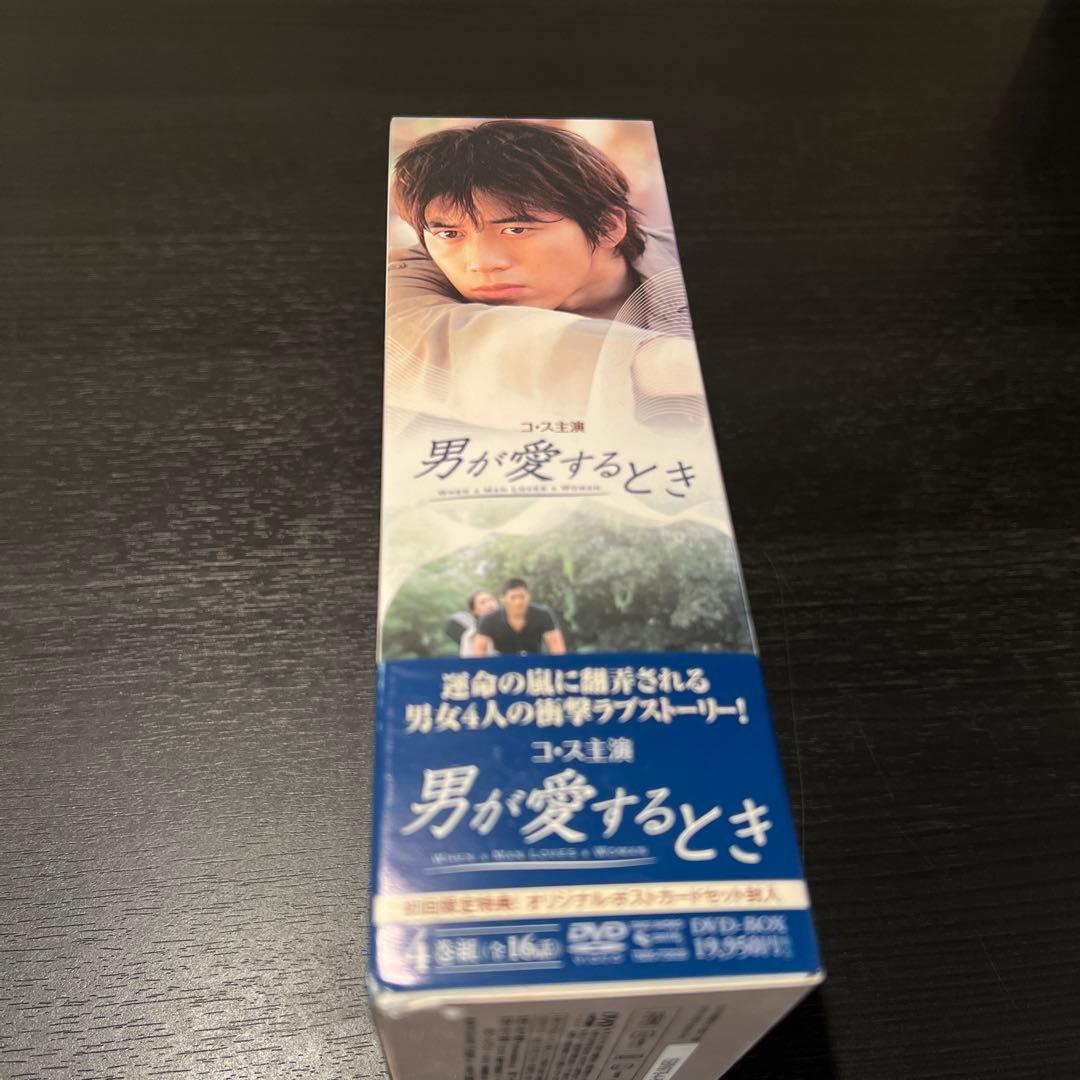 コ・ス主演
男が愛するとき
WHEN A MAN LOVES A WOMAN
運命の嵐に翻弄される
男女4人の衝撃ラブストーリー!
コ・ス主演
男が愛するとき
WHEN A MAN LOVES A WOMAN
初回限定特典! オリジナル・ポストカードセット封入
4巻組(全16話) DVD VIDEO DVD-BOX 19,950円